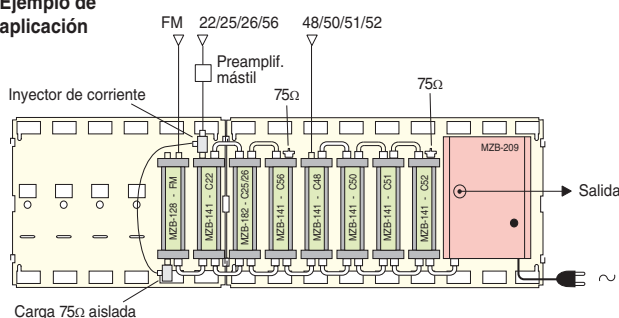 Ejemplo de
aplicación
FM
22/25/26/56
48/50/51/52
Preamplif.
mástil
75Ω
75Ω
Inyector de corriente
MZB-128 - FM
MZB-141 - C22
MZB-182 - C25/26
MZB-141 - C56
MZB-141 - C48
MZB-141 - C50
MZB-141 - C51
MZB-141 - C52
MZB-209
Salida
Carga 75Ω aislada